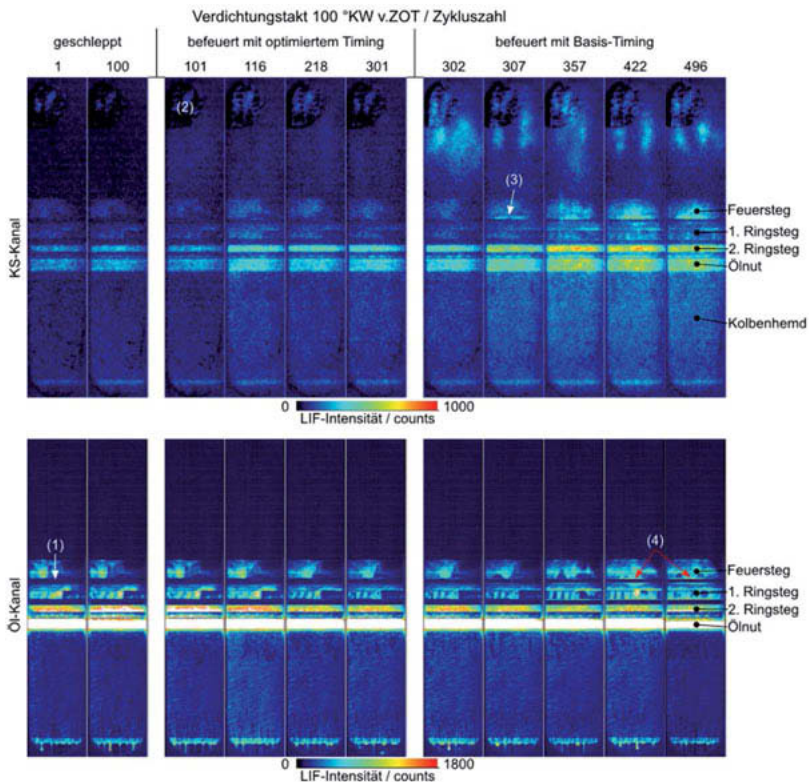 Verdichtungstakt 100 °KW v.ZOT / Zykluszahl
geschleppt
befeuert mit optimiertem Timing
befeuert mit Basis-Timing
1 100 101 116 218 301 302 307 357 422 496
(2)
(3)
KS-Kanal
Feuersteg
1. Ringsteg
2. Ringsteg
Ölnut
Kolbenhemd
0 1000
LIF-Intensität / counts
(1)
(4)
Öl-Kanal
Feuersteg
1. Ringsteg
2. Ringsteg
Ölnut
0 1800
LIF-Intensität / counts